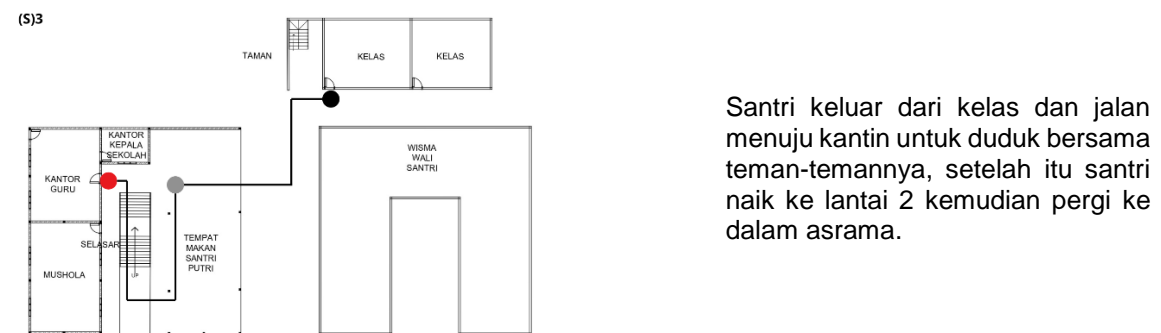 (S)3
TAMAN
KELAS
KELAS
KANTOR
KEPALA
SEKOLAH
KANTOR
GURU
WISMA
WALI
SANTRI
SELASAR
TEMPAT
MAKAN
SANTRI
PUTRI
MUSHOLA
UP
Santri keluar dari kelas dan jalan
menuju kantin untuk duduk bersama
teman-temannya, setelah itu santri
naik ke lantai 2 kemudian pergi ke
dalam asrama.